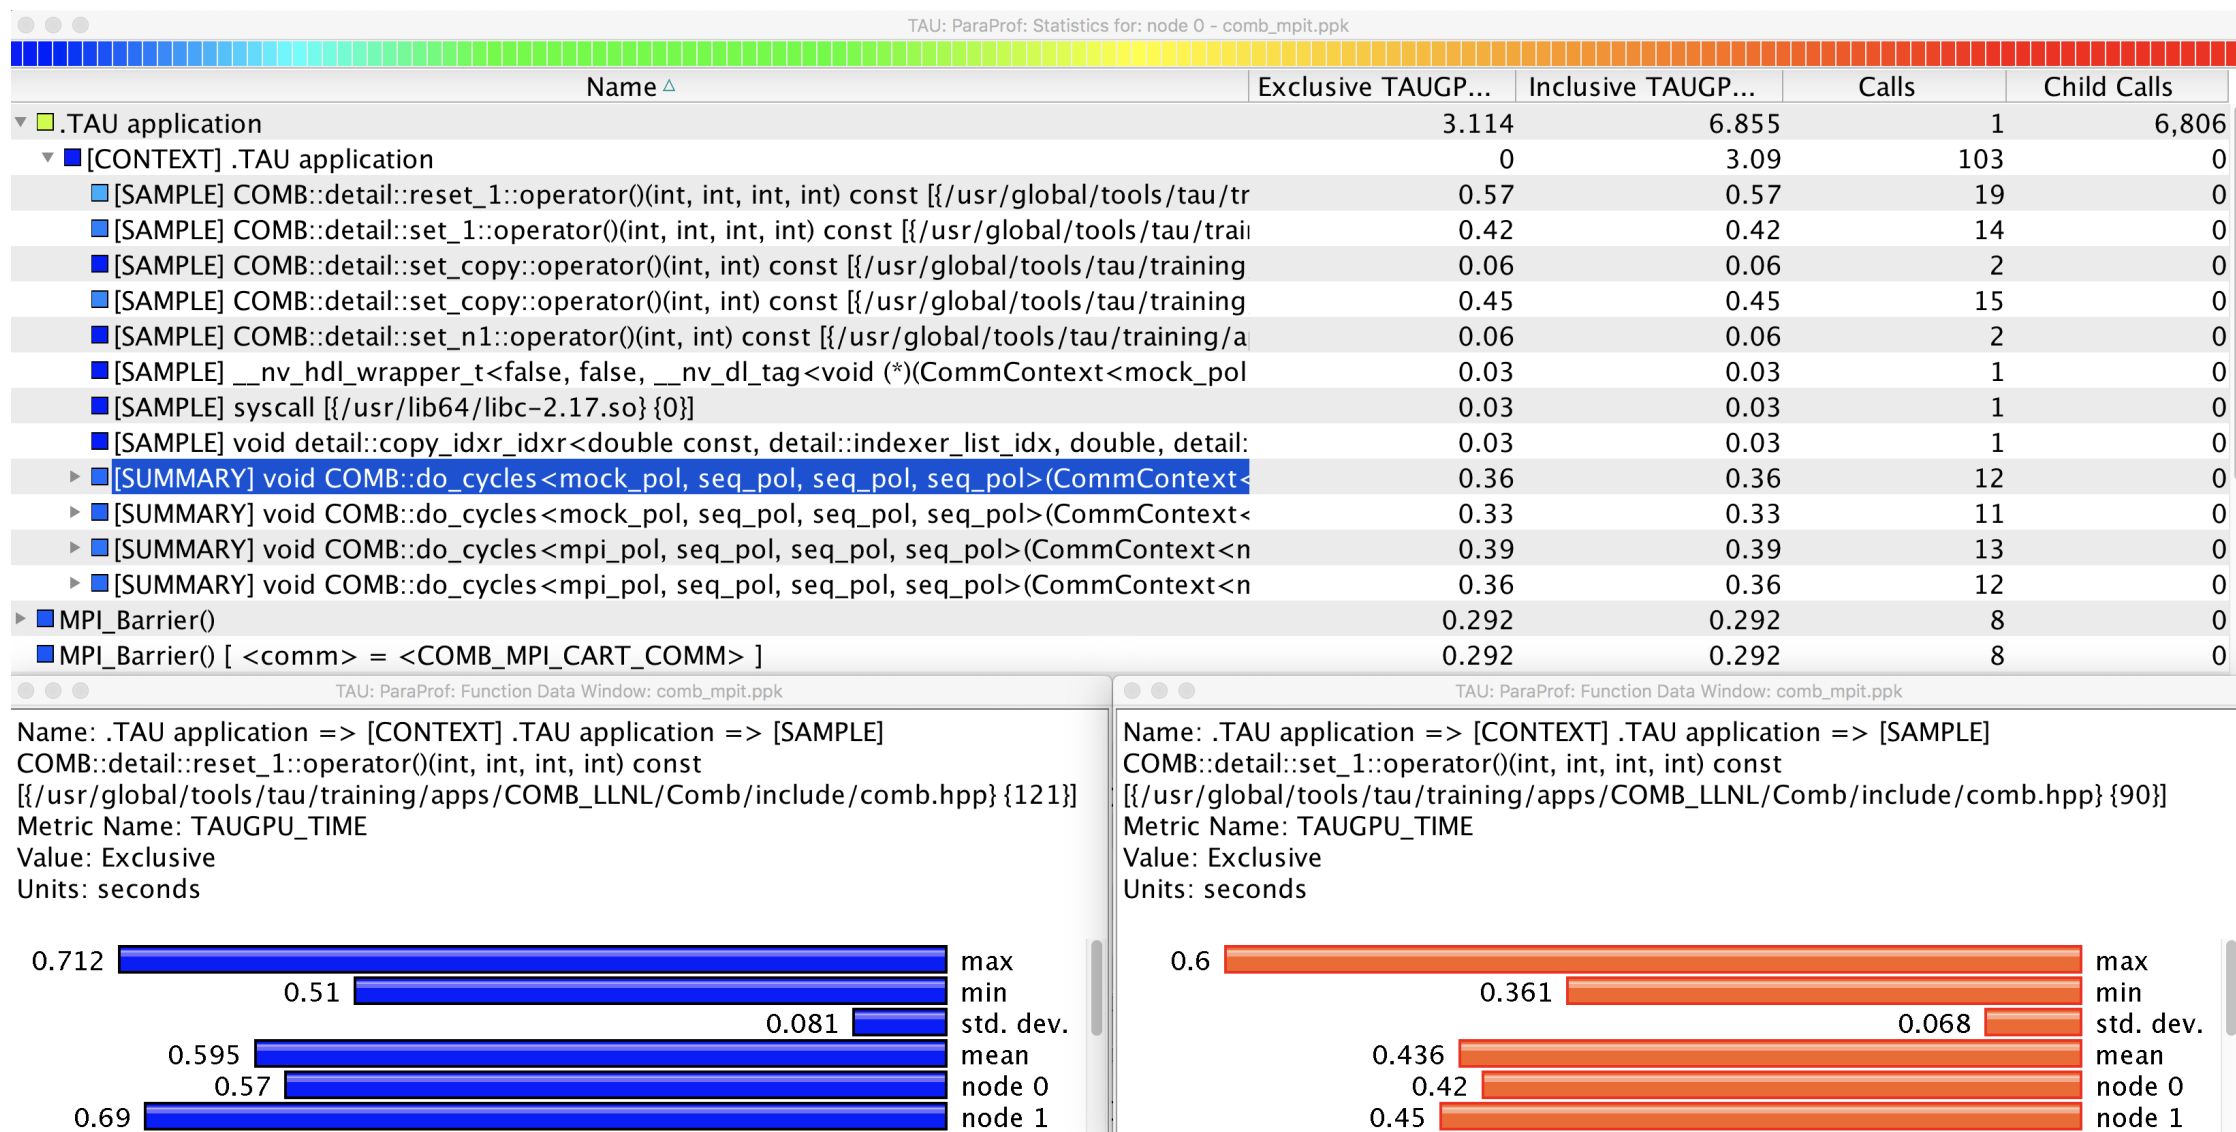 TAU: ParaProf: Statistics for: node 0 - comb_mpit.ppk
Name △ Exclusive TAUGP... Inclusive TAUGP... Calls Child Calls
.TAU application 3.114 6.855 1 6,806
[CONTEXT] .TAU application 0 3.09 103 0
[SAMPLE] COMB::detail::reset_1::operator()(int, int, int, int) const [{/usr/global/tools/tau/tr 0.57 0.57 19 0
[SAMPLE] COMB::detail::set_1::operator()(int, int, int, int) const [{/usr/global/tools/tau/trai 0.42 0.42 14 0
[SAMPLE] COMB::detail::set_copy::operator()(int, int) const [{/usr/global/tools/tau/training 0.06 0.06 2 0
[SAMPLE] COMB::detail::set_copy::operator()(int, int) const [{/usr/global/tools/tau/training 0.45 0.45 15 0
[SAMPLE] COMB::detail::set_n1::operator()(int, int) const [{/usr/global/tools/tau/training/a 0.06 0.06 2 0
[SAMPLE] __nv_hdl_wrapper_t<false, false, __nv_dl_tag<void (*)(CommContext<mock_pol 0.03 0.03 1 0
[SAMPLE] syscall [{/usr/lib64/libc-2.17.so} {0}] 0.03 0.03 1 0
[SAMPLE] void detail::copy_idxr_idxr<double const, detail::indexer_list_idx, double, detail: 0.03 0.03 1 0
[SUMMARY] void COMB::do_cycles<mock_pol, seq_pol, seq_pol, seq_pol>(CommContext< 0.36 0.36 12 0
[SUMMARY] void COMB::do_cycles<mock_pol, seq_pol, seq_pol, seq_pol>(CommContext< 0.33 0.33 11 0
[SUMMARY] void COMB::do_cycles<mpi_pol, seq_pol, seq_pol, seq_pol>(CommContext<n 0.39 0.39 13 0
[SUMMARY] void COMB::do_cycles<mpi_pol, seq_pol, seq_pol, seq_pol>(CommContext<n 0.36 0.36 12 0
MPI_Barrier() 0.292 0.292 8 0
MPI_Barrier() [ <comm> = <COMB_MPI_CART_COMM> ] 0.292 0.292 8 0
TAU: ParaProf: Function Data Window: comb_mpit.ppk
Name: .TAU application => [CONTEXT] .TAU application => [SAMPLE]
COMB::detail::reset_1::operator()(int, int, int, int) const
[{/usr/global/tools/tau/training/apps/COMB_LLNL/Comb/include/comb.hpp} {121}]
Metric Name: TAUGPU_TIME
Value: Exclusive
Units: seconds
0.712 max
0.51 min
0.081 std. dev.
0.595 mean
0.57 node 0
0.69 node 1
TAU: ParaProf: Function Data Window: comb_mpit.ppk
Name: .TAU application => [CONTEXT] .TAU application => [SAMPLE]
COMB::detail::set_1::operator()(int, int, int, int) const
[{/usr/global/tools/tau/training/apps/COMB_LLNL/Comb/include/comb.hpp} {90}]
Metric Name: TAUGPU_TIME
Value: Exclusive
Units: seconds
0.6 max
0.361 min
0.068 std. dev.
0.436 mean
0.42 node 0
0.45 node 1